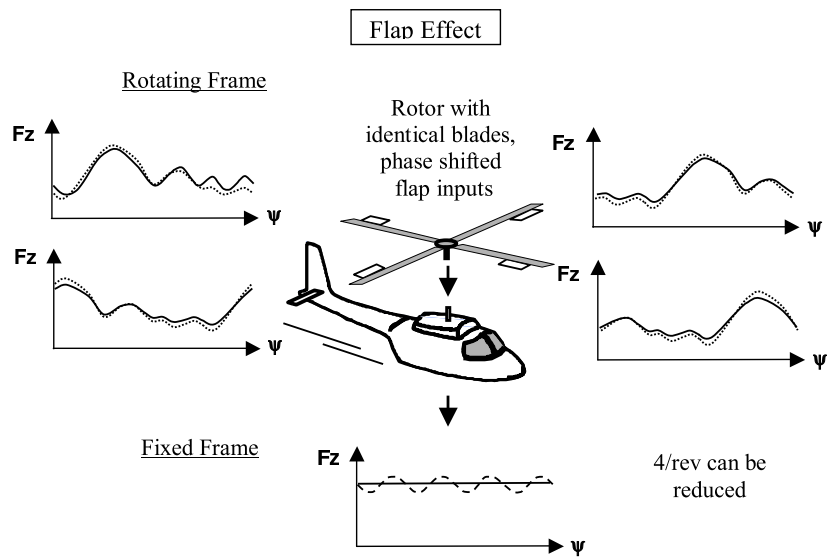 Flap Effect
Rotating Frame
Rotor with
identical blades,
phase shifted
flap inputs
Fz
ψ
Fz
ψ
Fz
ψ
Fz
ψ
Fixed Frame
Fz
ψ
4/rev can be
reduced